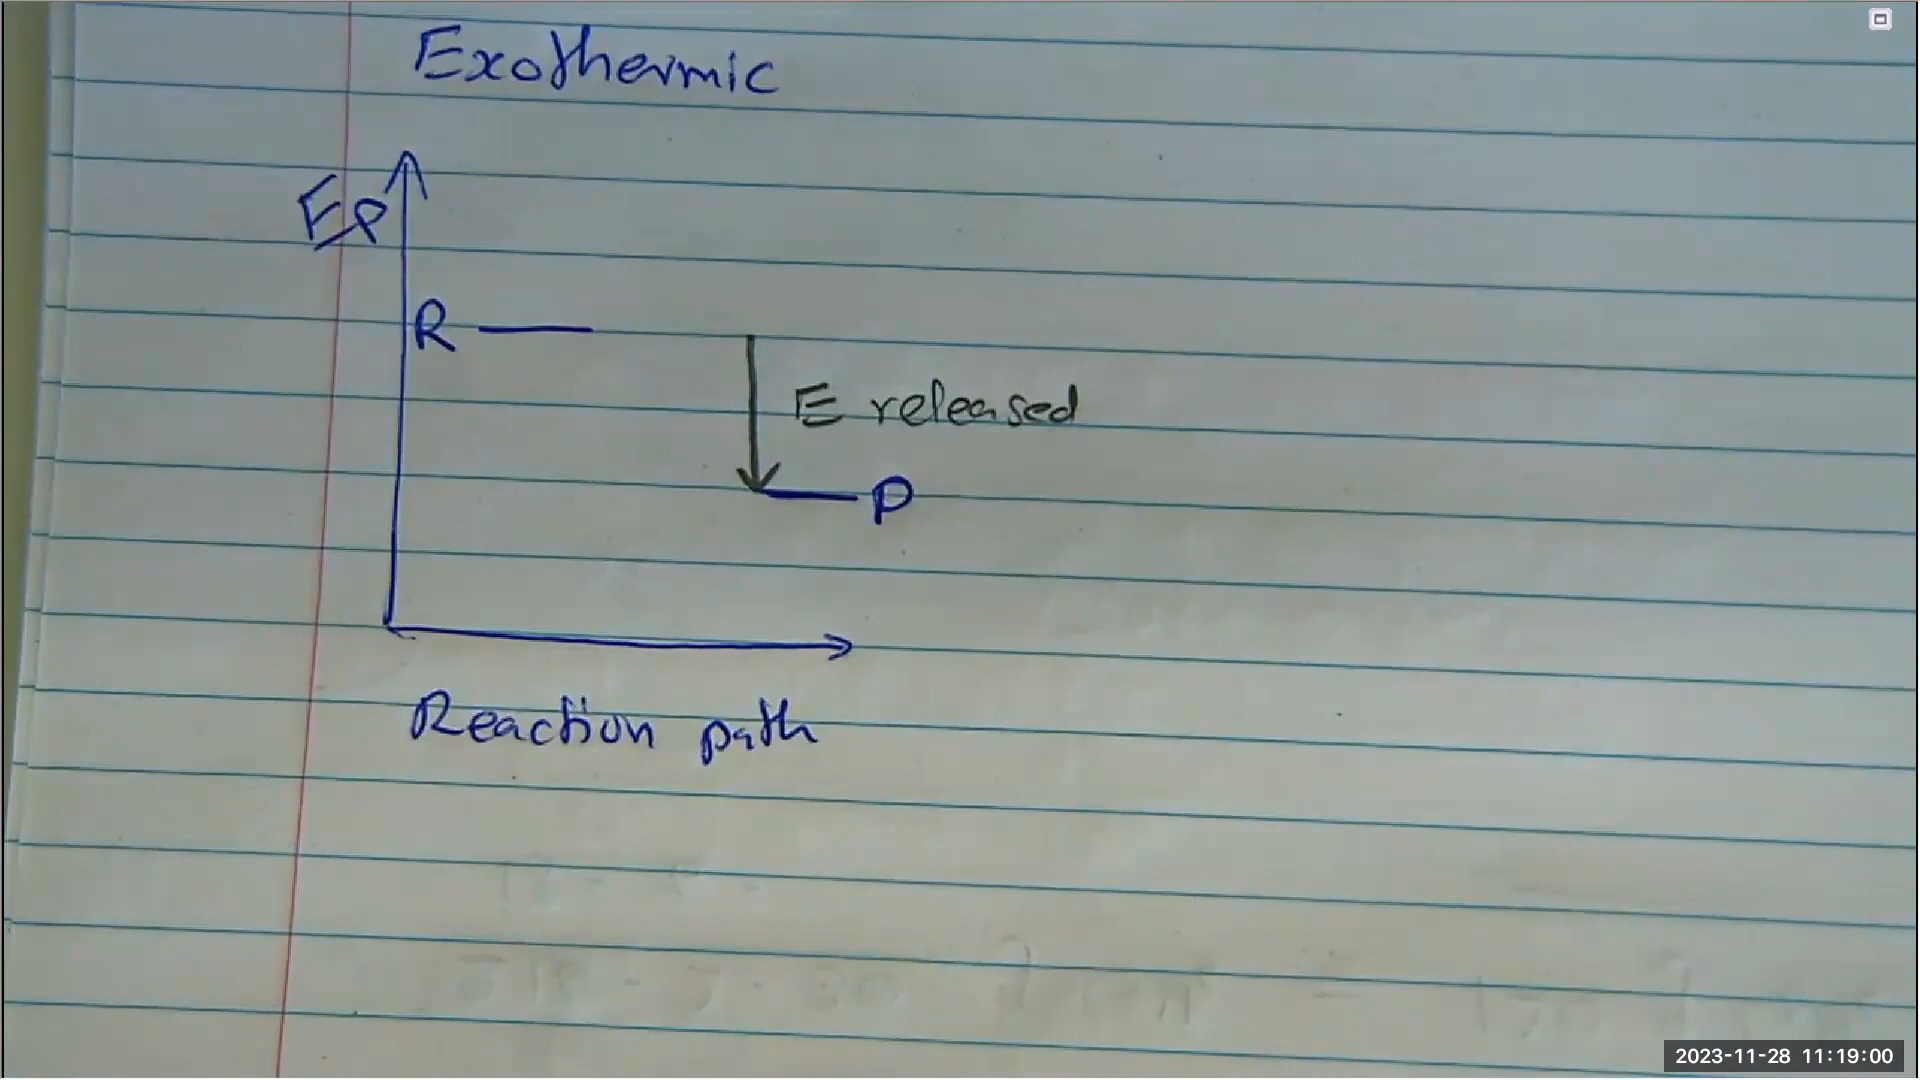 Exothermic
Ep
R
E released
P
Reaction path
2023-11-28 11:19:00